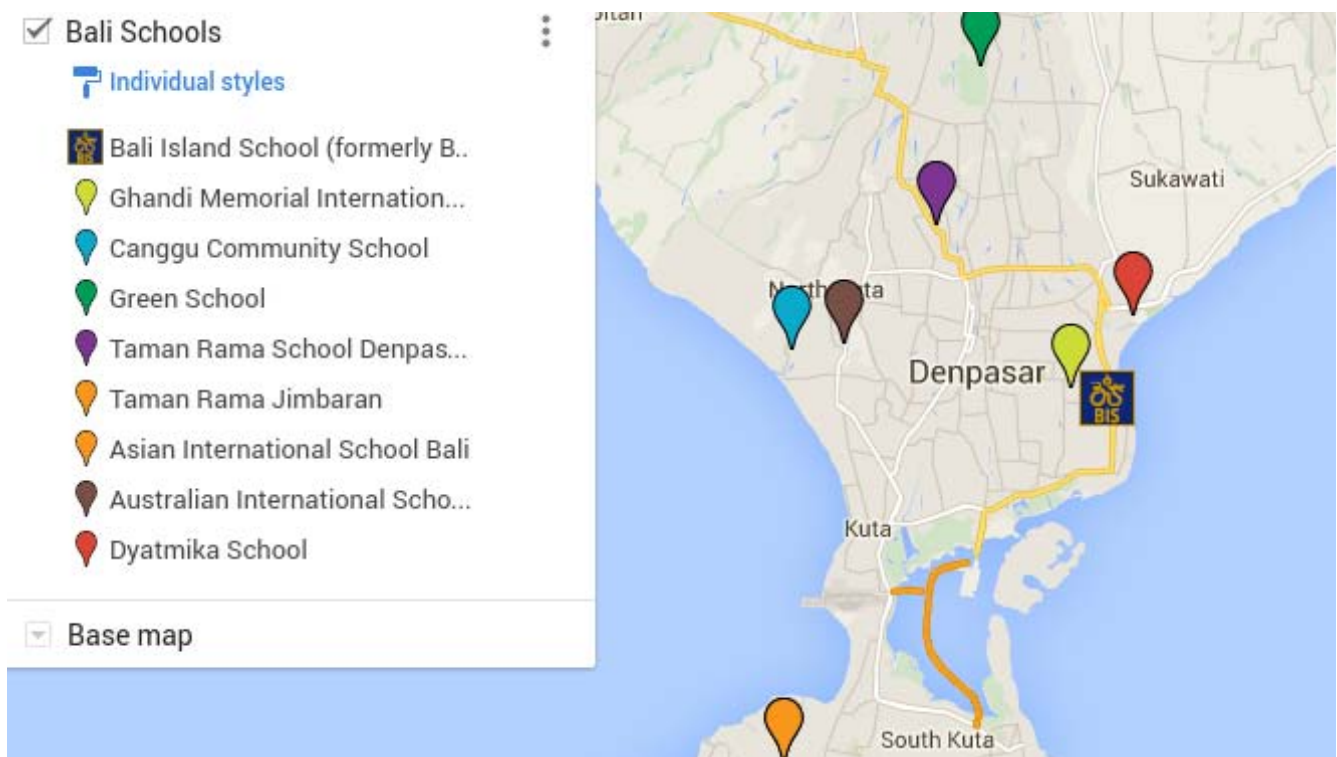 Bali Schools
Individual styles
BIS
Bali Island School (formerly B..
Ghandi Memorial Internation...
Canggu Community School
Green School
Taman Rama School Denpas...
Taman Rama Jimbaran
Asian International School Bali
Australian International Scho...
Dyatmika School
Base map
Sukawati
Denpasar
BIS
Kuta
South Kuta